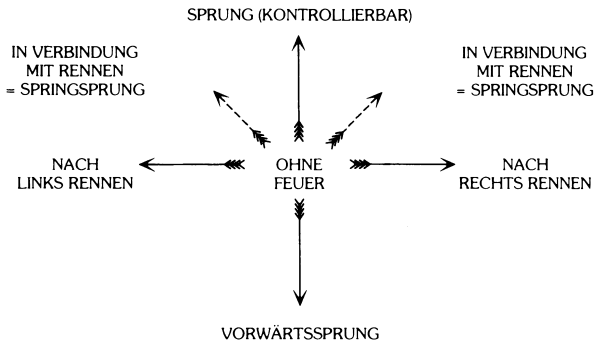 SPRUNG (KONTROLLIERBAR)
IN VERBINDUNG
MIT RENNEN
= SPRINGSPRUNG
IN VERBINDUNG
MIT RENNEN
= SPRINGSPRUNG
NACH
LINKS RENNEN
OHNE
FEUER
NACH
RECHTS RENNEN
VORWÄRTSSPRUNG